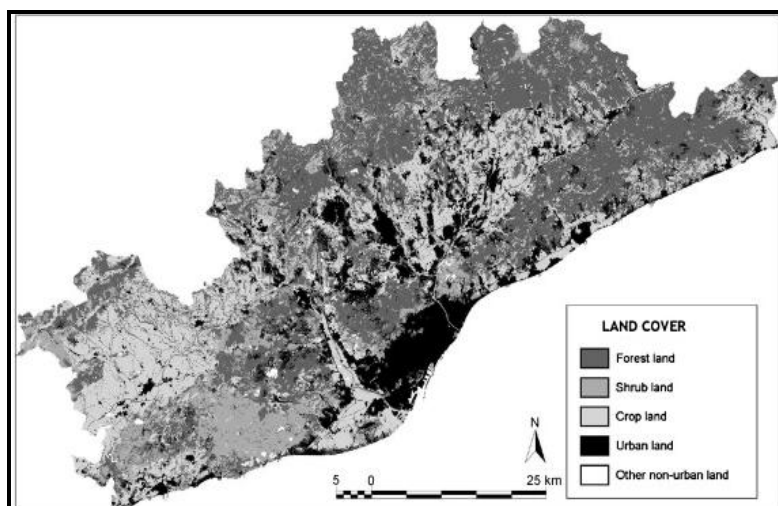 LAND COVER
Forest land
Shrub land
Crop land
Urban land
Other non-urban land
N
5 0 25 km